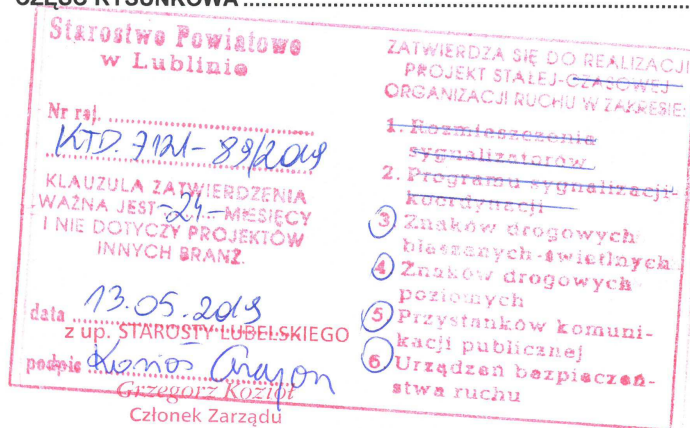 CZĘŚĆ RYSUNKOWA
Starostwo Powiatowe
w Lublinie
Nr rej.
KTD. 7121-89/2019
KLAUZULA ZATWIERDZENIA
WAŻNA JEST -24- MIESIĘCY
I NIE DOTYCZY PROJEKTÓW
INNYCH BRANŻ.
data 13.05.2019
z up. STAROSTY LUBELSKIEGO
podpis
Grzegorz Kozioł
Członek Zarządu
ZATWIERDZA SIĘ DO REALIZACJI
PROJEKT STAŁEJ-CZASOWEJ
ORGANIZACJI RUCHU W ZAKRESIE:
1. Rozmieszczenia
sygnalizatorów
2. Programu sygnalizacji-
koordynacji
3 Znaków drogowych
blaszanych-świetlnych
4 Znaków drogowych
poziomych
5 Przystanków komuni-
kacji publicznej
6 Urządzeń bezpieczeń-
stwa ruchu